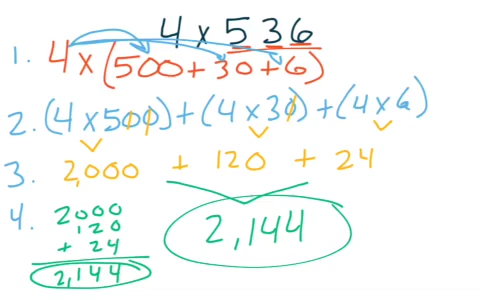 4 x 536
1. 4 x (500 + 30 + 6)
2. (4 x 500) + (4 x 30) + (4 x 6)
3. 2,000 + 120 + 24
4. 2000
120
+ 24
2,144
2,144